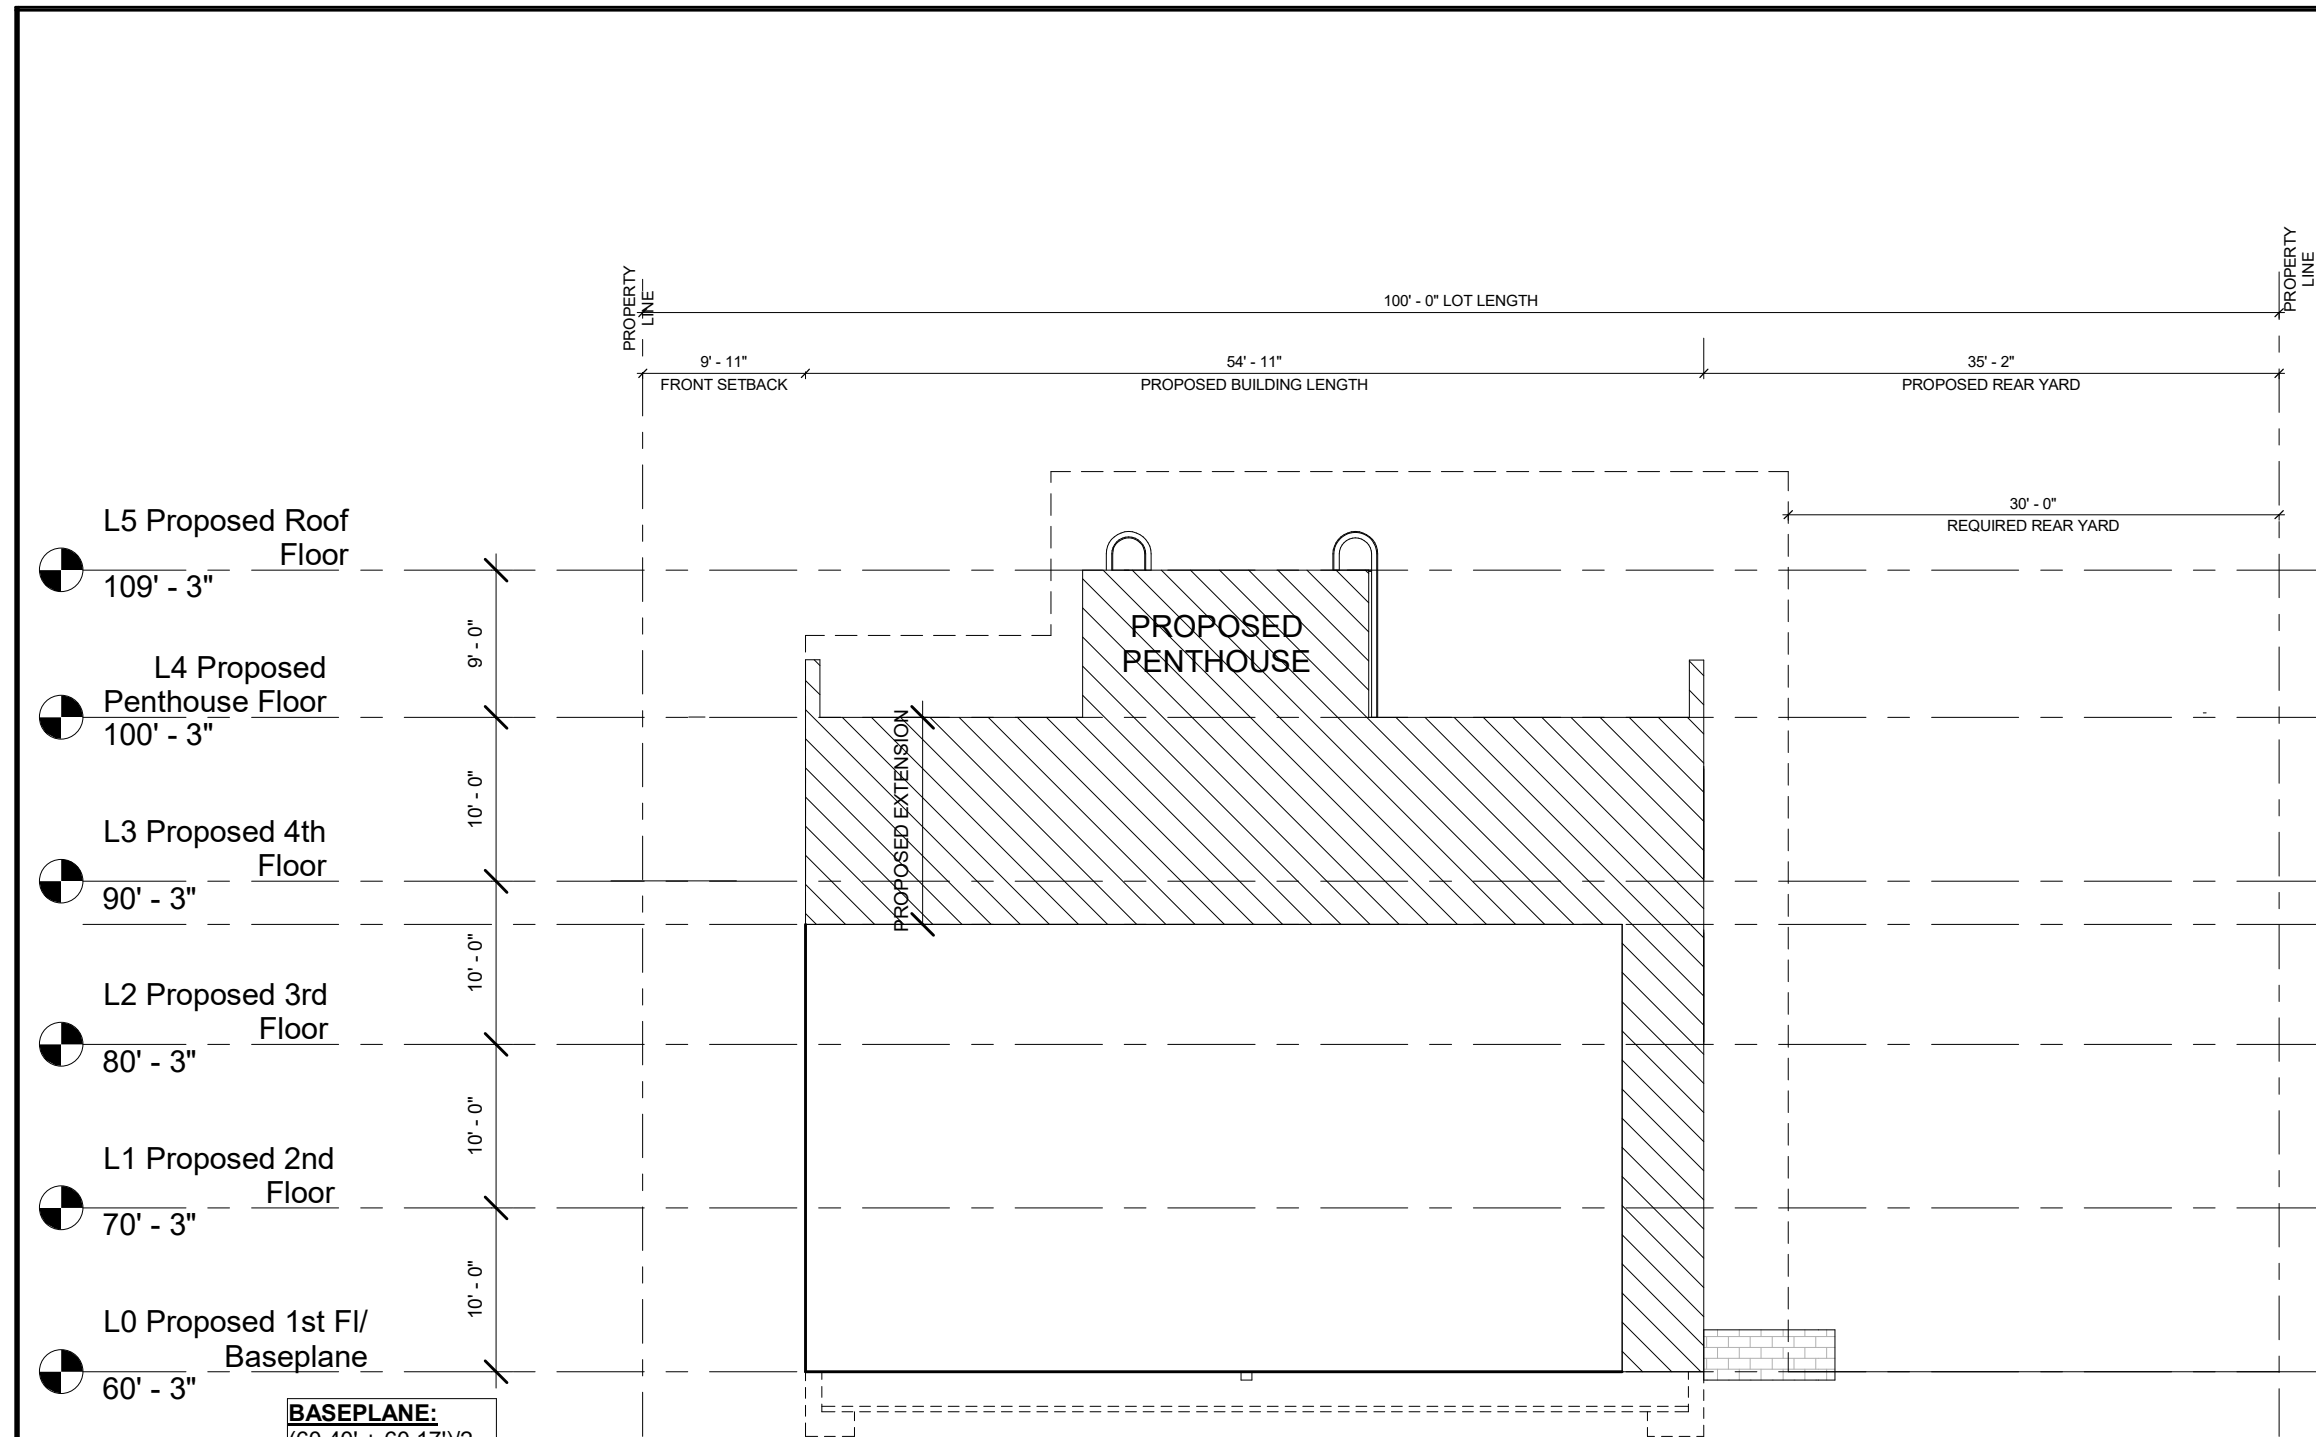 PROPERTY
LINE
PROPERTY
LINE
100' - 0" LOT LENGTH
9' - 11"
FRONT SETBACK
54' - 11"
PROPOSED BUILDING LENGTH
35' - 2"
PROPOSED REAR YARD
30' - 0"
REQUIRED REAR YARD
L5 Proposed Roof
Floor
109' - 3"
9' - 0"
PROPOSED
PENTHOUSE
L4 Proposed
Penthouse Floor
100' - 3"
10' - 0"
PROPOSED EXTENSION
L3 Proposed 4th
Floor
90' - 3"
10' - 0"
L2 Proposed 3rd
Floor
80' - 3"
10' - 0"
L1 Proposed 2nd
Floor
70' - 3"
10' - 0"
L0 Proposed 1st Fl/
Baseplane
60' - 3"
BASEPLANE: